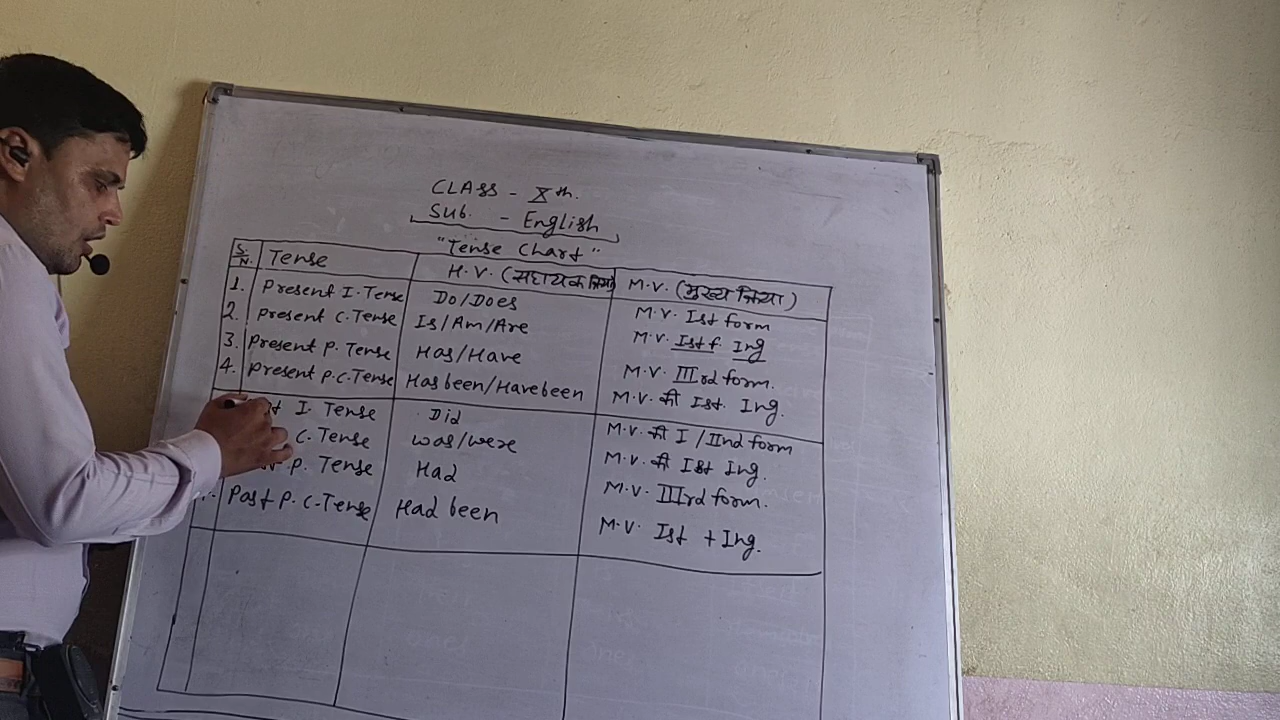 CLASS - Xth.
Sub. - English
"Tense Chart"
S.N. Tense H.V. (सहायक क्रिया) M.V. (मुख्य क्रिया)
1. Present I. Tense Do/Does M.V. Ist form
2. Present C. Tense Is/Am/Are M.V. Ist f. Ing
3. Present P. Tense Has/Have M.V. IIIrd form.
4. Present P.C. Tense Has been/Have been M.V. की Ist. Ing.
I. Tense Did M.V. की I/IInd form
C. Tense was/were M.V. की Ist Ing.
P. Tense Had M.V. IIIrd form.
Past P.C. Tense Had been M.V. Ist + Ing.